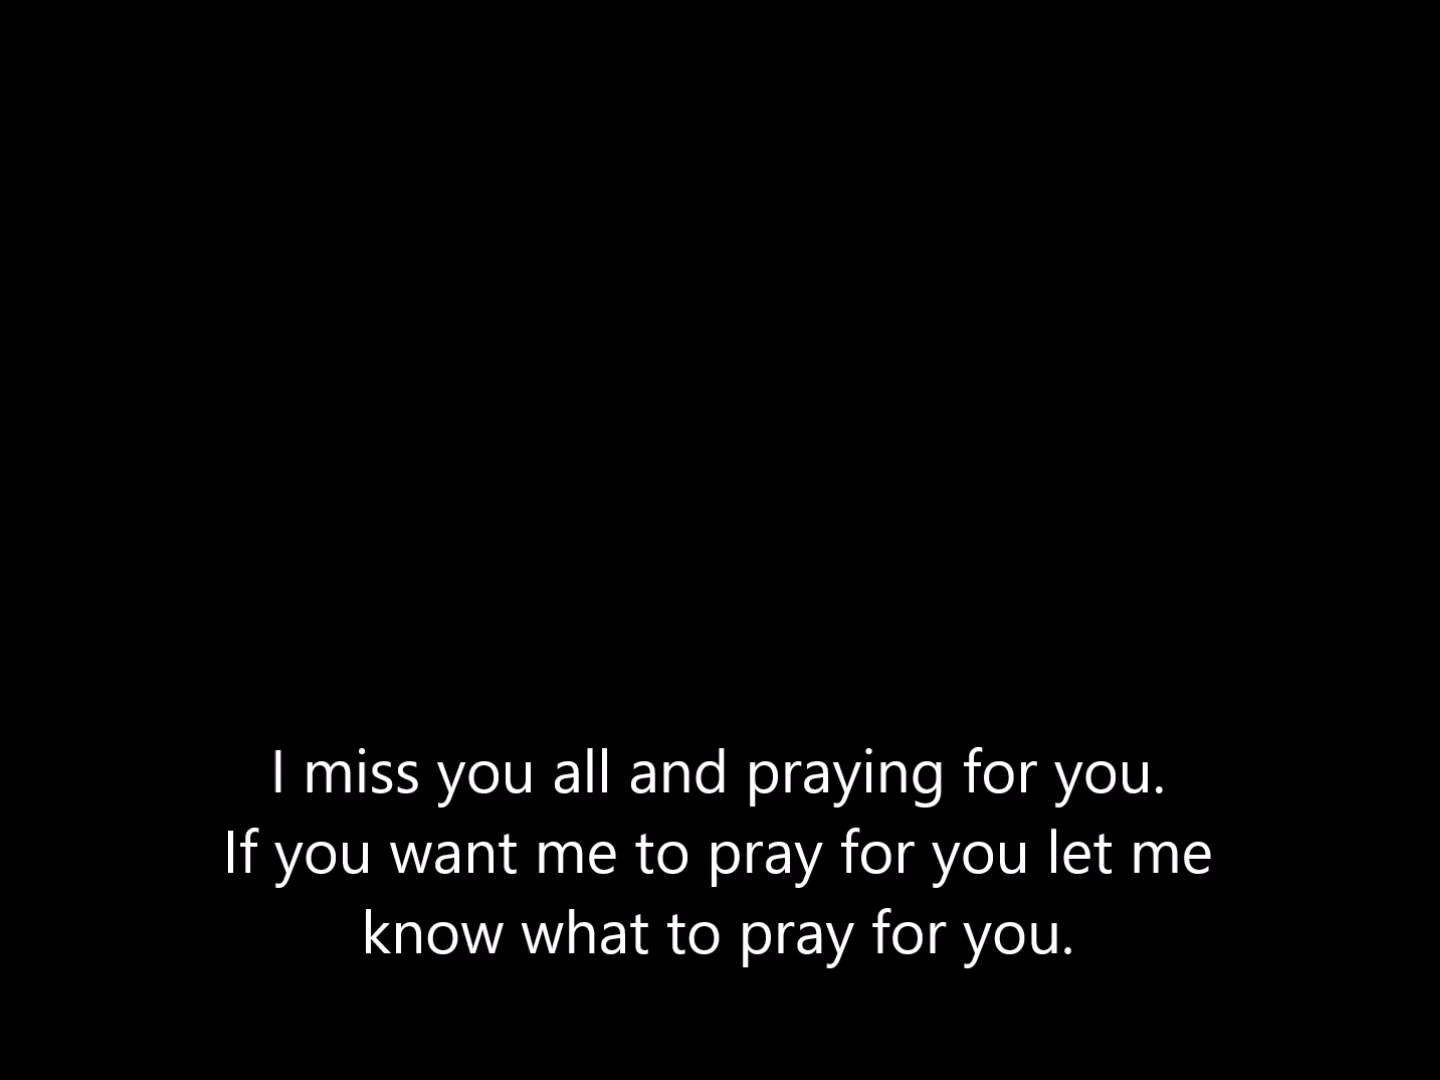 I miss you all and praying for you.
If you want me to pray for you let me
know what to pray for you.